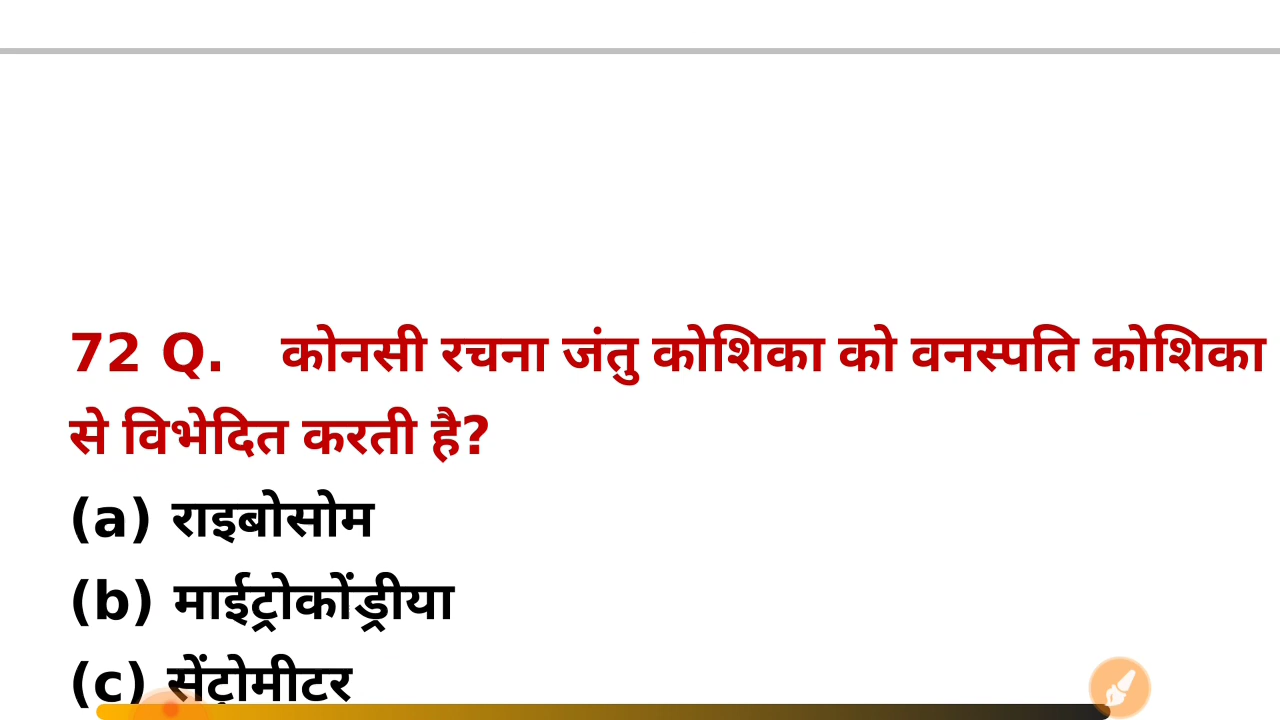 72 Q. कोनसी रचना जंतु कोशिका को वनस्पति कोशिका
से विभेदित करती है?
(a) राइबोसोम
(b) माईट्रोकोंड्रीया
(c) सेंट्रोमीटर